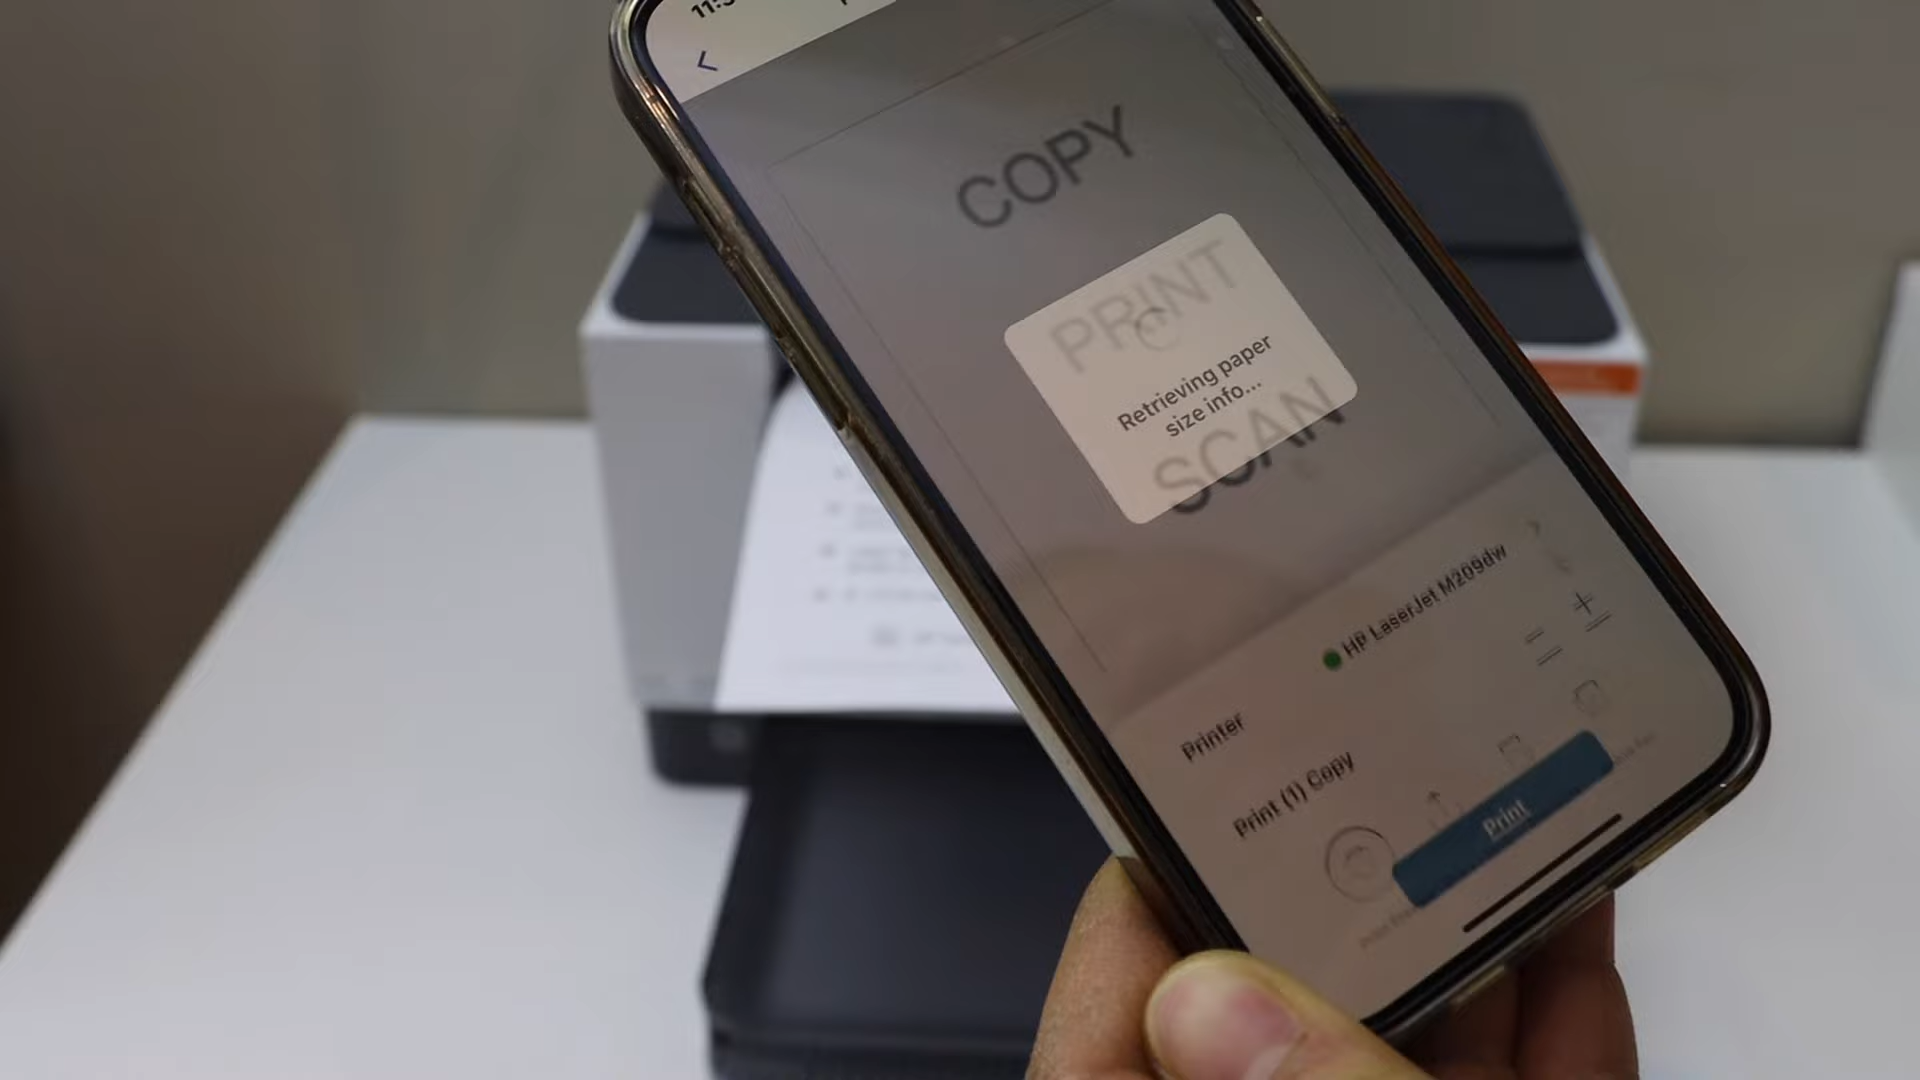 COPY
PRINT
Retrieving paper
size info...
SCAN
HP LaserJet M209dw
Printer
Print (1) Copy
Print